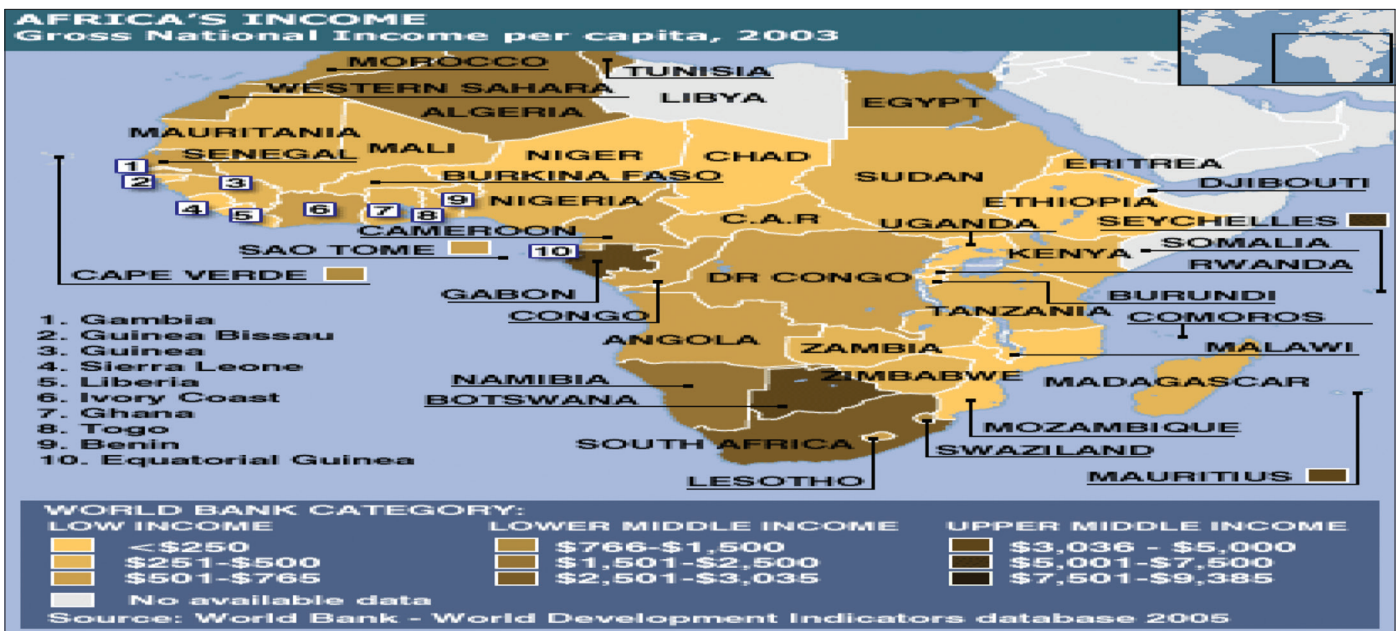 AFRICA'S INCOME
Gross National Income per capita, 2003
MOROCCO
TUNISIA
WESTERN SAHARA
LIBYA
EGYPT
ALGERIA
MAURITANIA
MALI
SENEGAL
NIGER
CHAD
ERITREA
1
BURKINA FASO
SUDAN
DJIBOUTI
2
3
NIGERIA
ETHIOPIA
4
5
6
7
8
9
C.A.R
UGANDA
SEYCHELLES
CAMEROON
SOMALIA
SAO TOME
10
KENYA
RWANDA
CAPE VERDE
DR CONGO
GABON
BURUNDI
CONGO
TANZANIA
COMOROS
1. Gambia
2. Guinea Bissau
3. Guinea
4. Sierra Leone
5. Liberia
6. Ivory Coast
7. Ghana
8. Togo
9. Benin
10. Equatorial Guinea
ANGOLA
ZAMBIA
MALAWI
NAMIBIA
ZIMBABWE
MADAGASCAR
BOTSWANA
MOZAMBIQUE
SOUTH AFRICA
SWAZILAND
LESOTHO
MAURITIUS
WORLD BANK CATEGORY:
LOW INCOME
<$250
$251-$500
$501-$765
No available data
LOWER MIDDLE INCOME
$766-$1,500
$1,501-$2,500
$2,501-$3,035
UPPER MIDDLE INCOME
$3,036 - $5,000
$5,001-$7,500
$7,501-$9,385
Source: World Bank - World Development Indicators database 2005